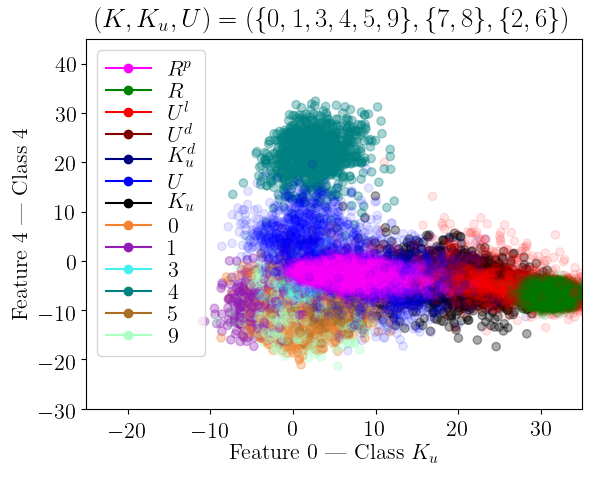 (K, K_u, U) = ({0, 1, 3, 4, 5, 9}, {7, 8}, {2, 6})
40
30
20
10
0
−10
−20
−30
Feature 4 — Class 4
R^p
R
U^l
U^d
K_u^d
U
K_u
0
1
3
4
5
9
−20
−10
0
10
20
30
Feature 0 — Class K_u